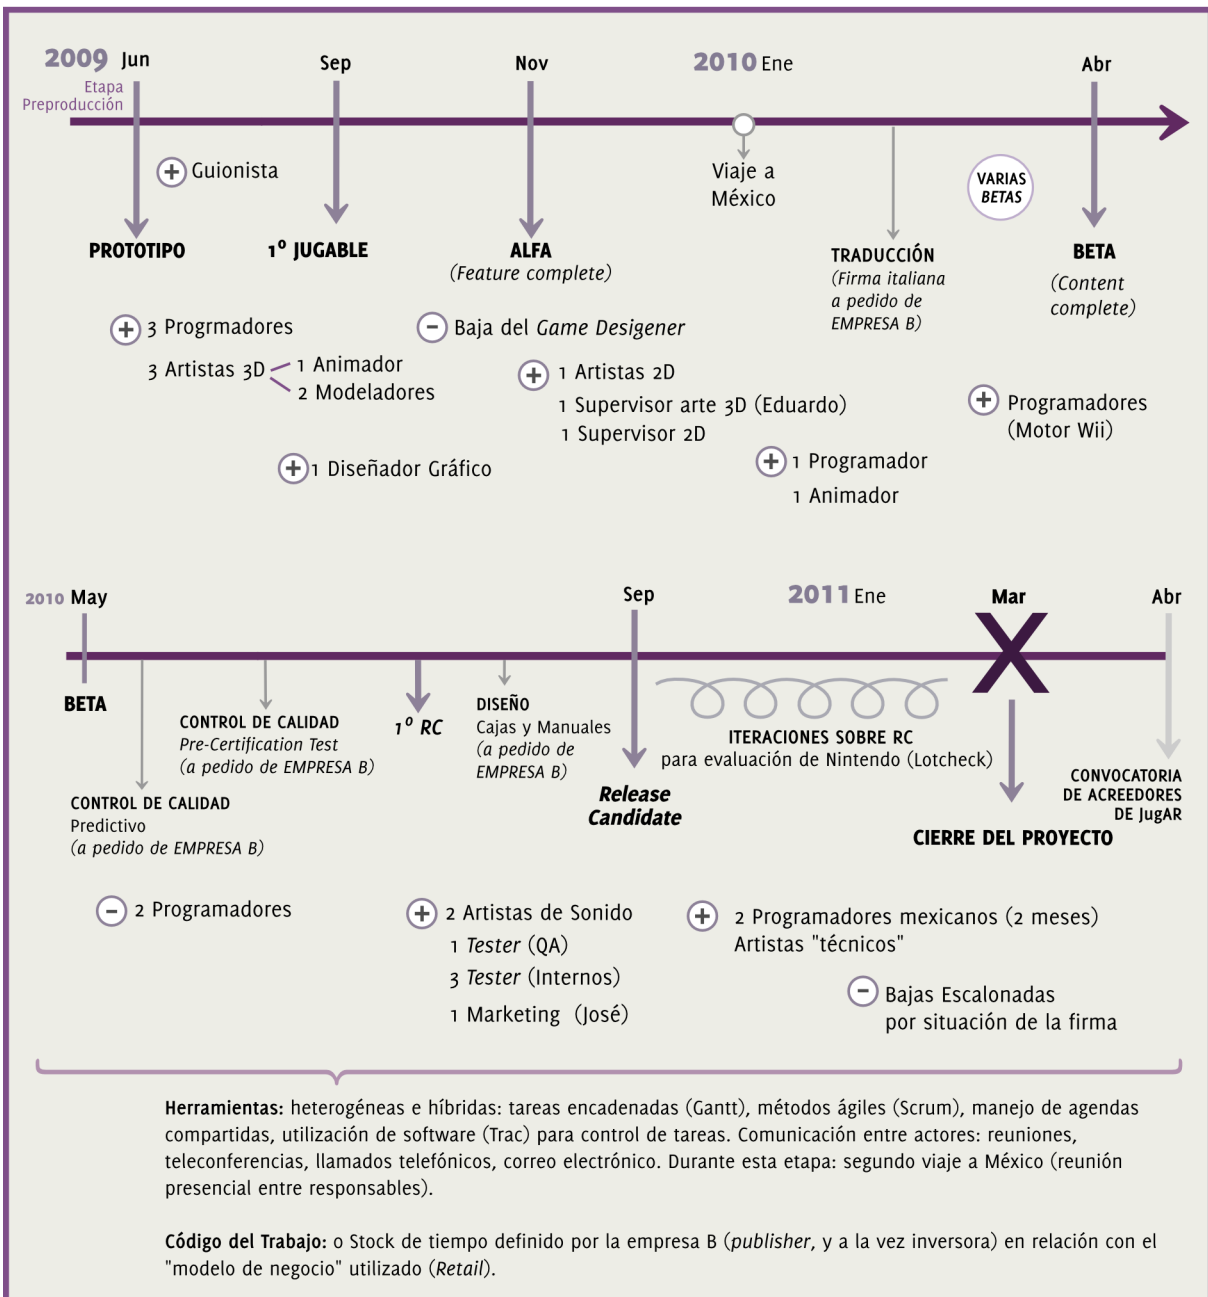 2009 Jun
Sep
Nov
2010 Ene
Abr
Etapa
Preproducción
+ Guionista
Viaje a
México
VARIAS
BETAS
PROTOTIPO
1º JUGABLE
ALFA
(Feature complete)
TRADUCCIÓN
(Firma italiana
a pedido de
EMPRESA B)
BETA
(Content
complete)
+ 3 Progrmadores
3 Artistas 3D
1 Animador
2 Modeladores
− Baja del Game Desigener
+ 1 Artistas 2D
1 Supervisor arte 3D (Eduardo)
1 Supervisor 2D
+ Programadores
(Motor Wii)
+ 1 Diseñador Gráfico
+ 1 Programador
1 Animador
2010 May
Sep
2011 Ene
Mar
Abr
BETA
CONTROL DE CALIDAD
Pre-Certification Test
(a pedido de EMPRESA B)
1º RC
DISEÑO
Cajas y Manuales
(a pedido de
EMPRESA B)
ITERACIONES SOBRE RC
para evaluación de Nintendo (Lotcheck)
CONTROL DE CALIDAD
Predictivo
(a pedido de EMPRESA B)
Release
Candidate
CONVOCATORIA
DE ACREEDORES
DE JugAR
CIERRE DEL PROYECTO
− 2 Programadores
+ 2 Artistas de Sonido
1 Tester (QA)
3 Tester (Internos)
1 Marketing (José)
+ 2 Programadores mexicanos (2 meses)
Artistas "técnicos"
− Bajas Escalonadas
por situación de la firma
Herramientas: heterogéneas e híbridas: tareas encadenadas (Gantt), métodos ágiles (Scrum), manejo de agendas
compartidas, utilización de software (Trac) para control de tareas. Comunicación entre actores: reuniones,
teleconferencias, llamados telefónicos, correo electrónico. Durante esta etapa: segundo viaje a México (reunión
presencial entre responsables).
Código del Trabajo: o Stock de tiempo definido por la empresa B (publisher, y a la vez inversora) en relación con el
"modelo de negocio" utilizado (Retail).